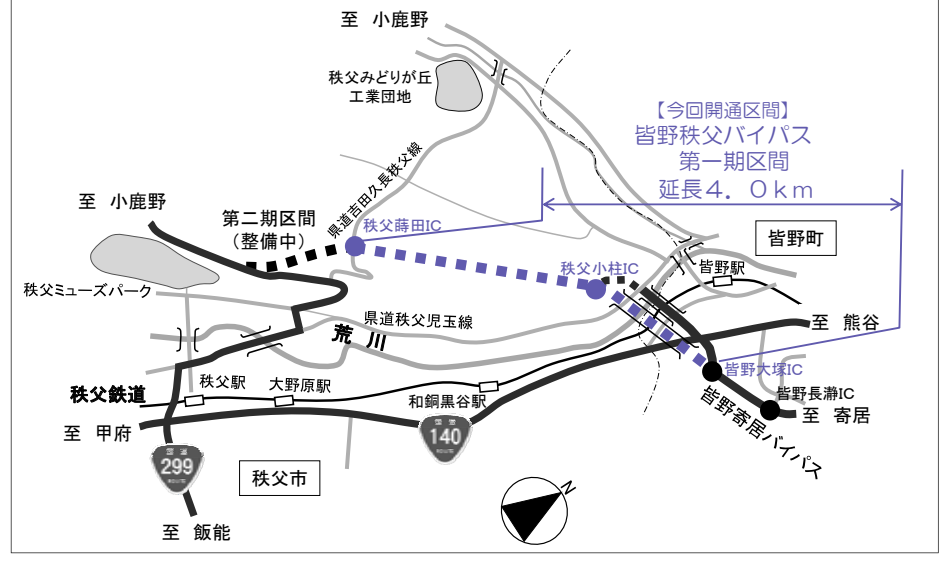 至 小鹿野
秩父みどりが丘
工業団地
【今回開通区間】
皆野秩父バイパス
第一期区間
延長4.0km
県道吉田久長秩父線
至 小鹿野
第二期区間
(整備中)
秩父蒔田IC
皆野町
秩父小柱IC
皆野駅
秩父ミューズパーク
県道秩父児玉線
荒 川
至 熊谷
秩父鉄道
秩父駅
大野原駅
和銅黒谷駅
皆野大塚IC
皆野長瀞IC
皆野寄居バイパス
至 寄居
至 甲府
国道
140
ROUTE
国道
299
ROUTE
秩父市
至 飯能
N